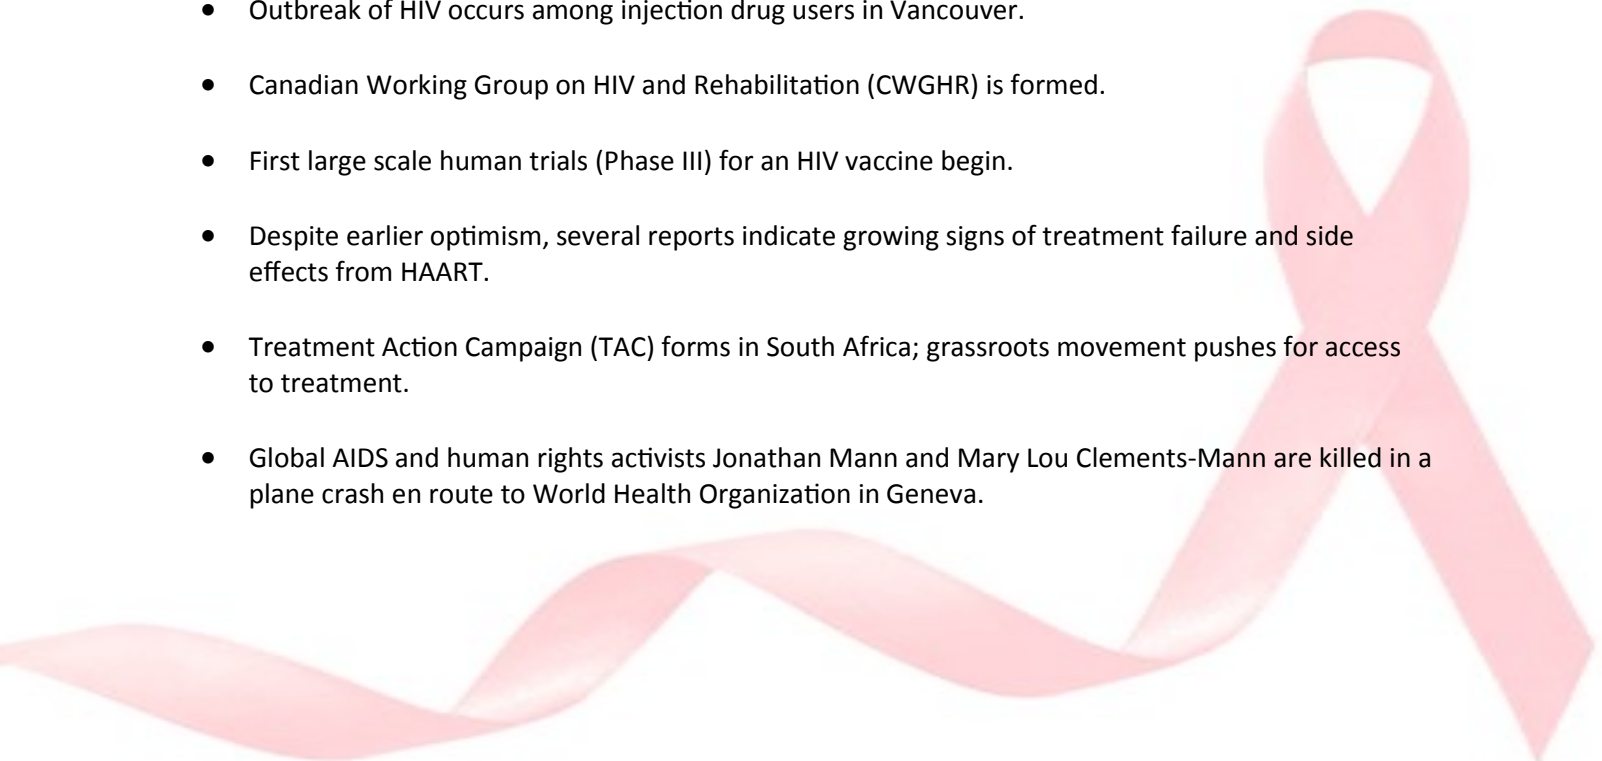 • Outbreak of HIV occurs among injection drug users in Vancouver.
• Canadian Working Group on HIV and Rehabilitation (CWGHR) is formed.
• First large scale human trials (Phase III) for an HIV vaccine begin.
• Despite earlier optimism, several reports indicate growing signs of treatment failure and side
effects from HAART.
• Treatment Action Campaign (TAC) forms in South Africa; grassroots movement pushes for access
to treatment.
• Global AIDS and human rights activists Jonathan Mann and Mary Lou Clements-Mann are killed in a
plane crash en route to World Health Organization in Geneva.